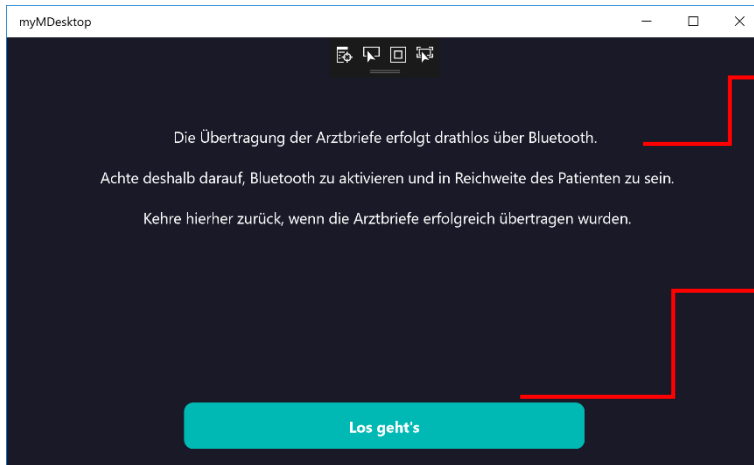 myMDesktop
Die Übertragung der Arztbriefe erfolgt drathlos über Bluetooth.
Achte deshalb darauf, Bluetooth zu aktivieren und in Reichweite des Patienten zu sein.
Kehre hierher zurück, wenn die Arztbriefe erfolgreich übertragen wurden.
Los geht's